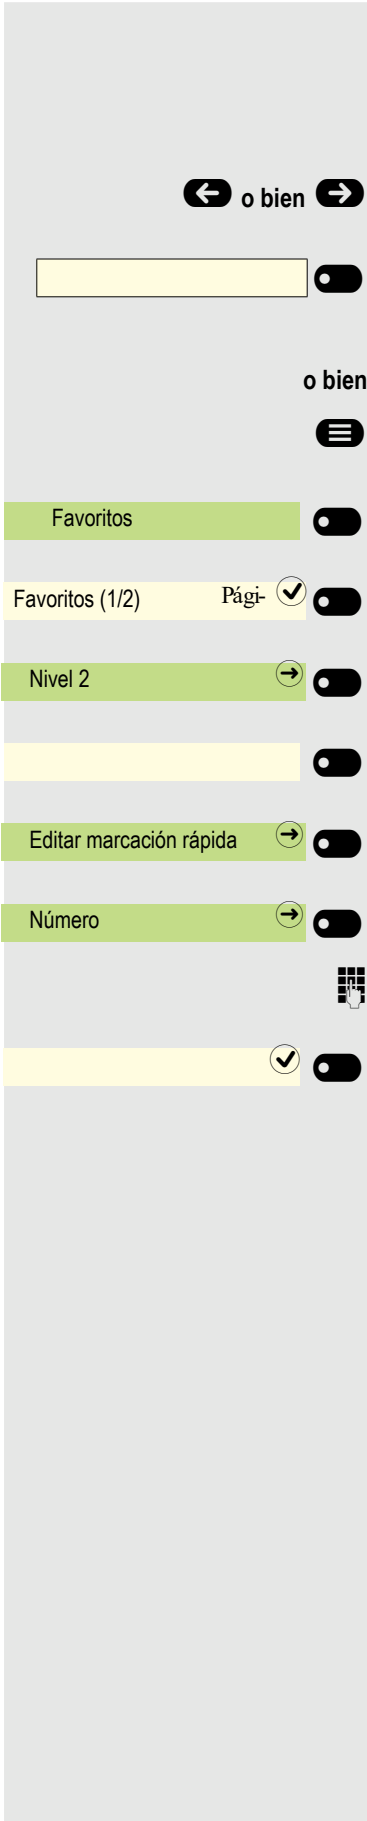 o bien
o bien
Favoritos
Favoritos (1/2) Pági-
Nivel 2
Editar marcación rápida
Número